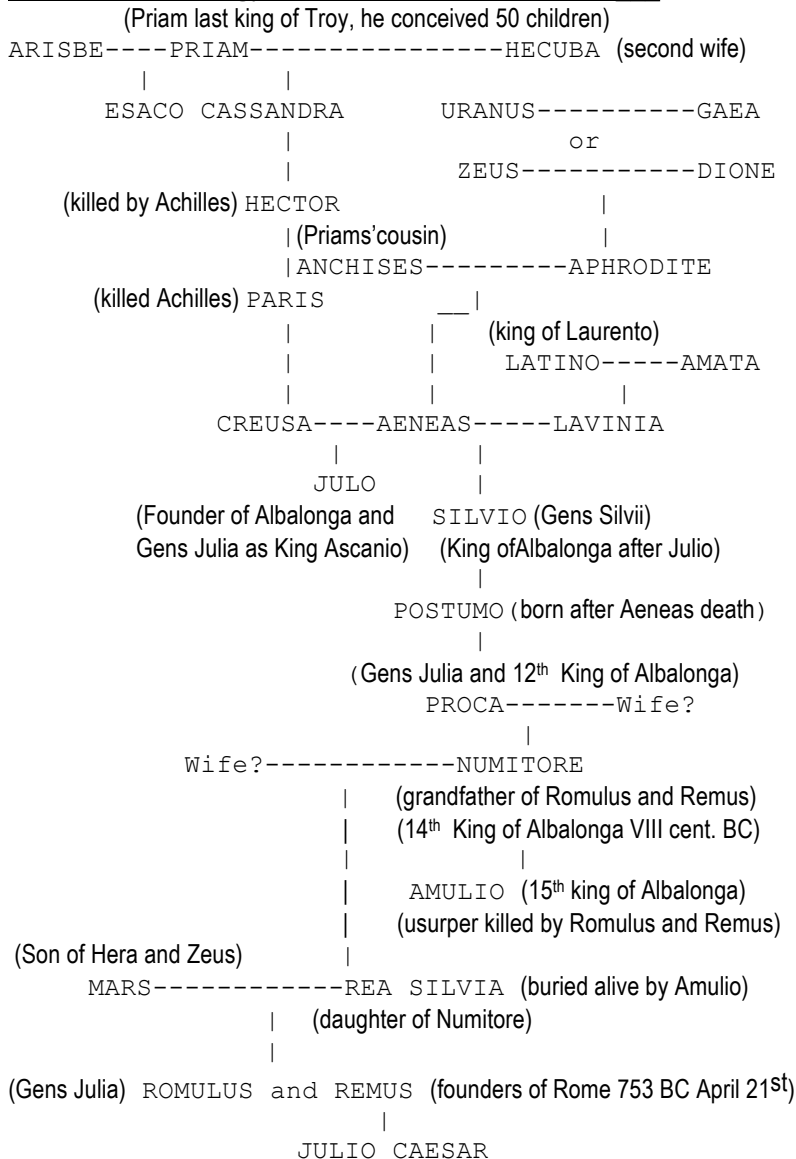 (Priam last king of Troy, he conceived 50 children)
ARISBE----PRIAM-----------------HECUBA (second wife)
| |
ESACO CASSANDRA URANUS----------GAEA
| or
| ZEUS-----------DIONE
(killed by Achilles) HECTOR |
|(Priams'cousin) |
|ANCHISES---------APHRODITE
(killed Achilles) PARIS __|
| | (king of Laurento)
| | LATINO-----AMATA
| | |
CREUSA----AENEAS-----LAVINIA
| |
JULO |
(Founder of Albalonga and SILVIO (Gens Silvii)
Gens Julia as King Ascanio) (King ofAlbalonga after Julio)
|
POSTUMO (born after Aeneas death)
|
(Gens Julia and 12th King of Albalonga)
PROCA-------Wife?
|
Wife?------------NUMITORE
| (grandfather of Romulus and Remus)
| (14th King of Albalonga VIII cent. BC)
| |
| AMULIO (15th king of Albalonga)
| (usurper killed by Romulus and Remus)
(Son of Hera and Zeus) |
MARS------------REA SILVIA (buried alive by Amulio)
| (daughter of Numitore)
|
(Gens Julia) ROMULUS and REMUS (founders of Rome 753 BC April 21st)
|
JULIO CAESAR